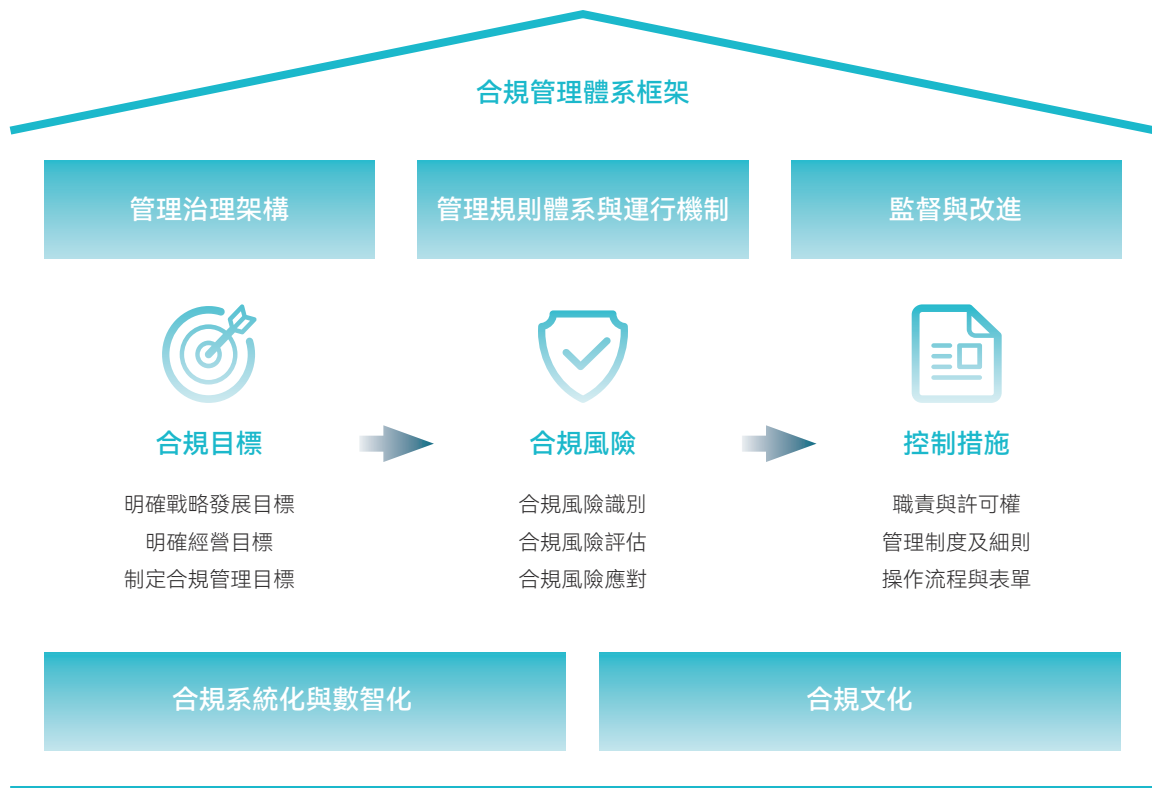 合規管理體系框架
管理治理架構
管理規則體系與運行機制
監督與改進
合規目標
明確戰略發展目標
明確經營目標
制定合規管理目標
合規風險
合規風險識別
合規風險評估
合規風險應對
控制措施
職責與許可權
管理制度及細則
操作流程與表單
合規系統化與數智化
合規文化